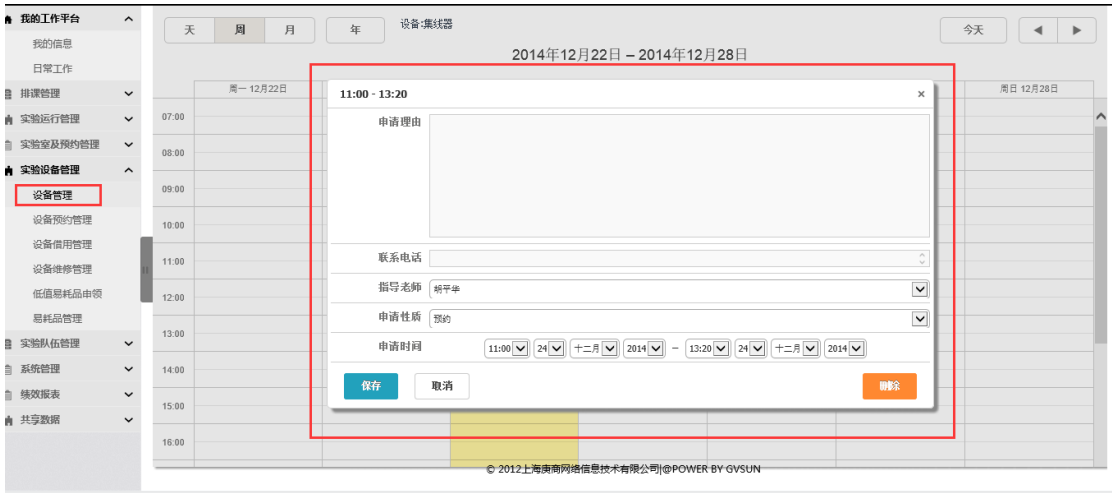 我的工作平台
我的信息
日常工作
排课管理
实验运行管理
实验室及预约管理
实验设备管理
设备管理
设备预约管理
设备借用管理
设备维修管理
低值易耗品申领
易耗品管理
实验队伍管理
系统管理
绩效报表
共享数据
天 周 月 年 设备:集线器 今天
2014年12月22日 – 2014年12月28日
周一 12月22日 周日 12月28日
07:00
08:00
09:00
10:00
11:00
12:00
13:00
14:00
15:00
16:00
11:00 - 13:20 ×
申请理由
联系电话
指导老师 胡平华
申请性质 预约
申请时间 11:00 24 十二月 2014 – 13:20 24 十二月 2014
保存 取消 删除
© 2012上海庚商网络信息技术有限公司|@POWER BY GVSUN